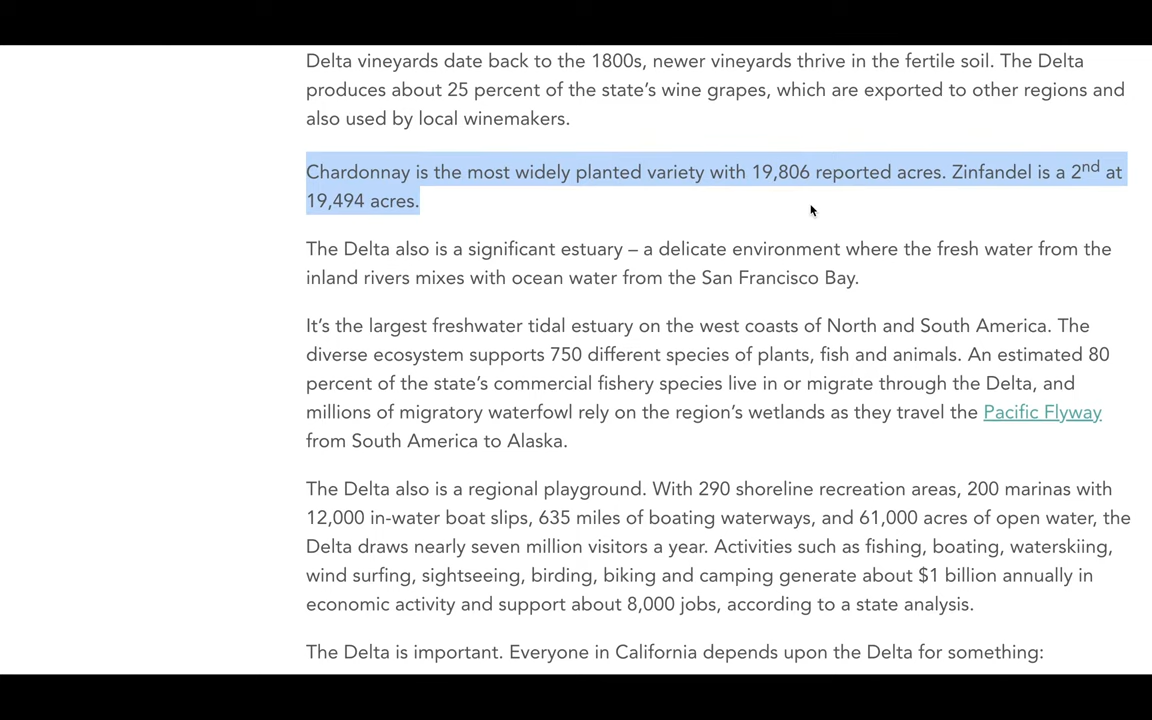 Delta vineyards date back to the 1800s, newer vineyards thrive in the fertile soil. The Delta
produces about 25 percent of the state’s wine grapes, which are exported to other regions and
also used by local winemakers.
Chardonnay is the most widely planted variety with 19,806 reported acres. Zinfandel is a 2nd at
19,494 acres.
The Delta also is a significant estuary – a delicate environment where the fresh water from the
inland rivers mixes with ocean water from the San Francisco Bay.
It’s the largest freshwater tidal estuary on the west coasts of North and South America. The
diverse ecosystem supports 750 different species of plants, fish and animals. An estimated 80
percent of the state’s commercial fishery species live in or migrate through the Delta, and
millions of migratory waterfowl rely on the region’s wetlands as they travel the Pacific Flyway
from South America to Alaska.
The Delta also is a regional playground. With 290 shoreline recreation areas, 200 marinas with
12,000 in-water boat slips, 635 miles of boating waterways, and 61,000 acres of open water, the
Delta draws nearly seven million visitors a year. Activities such as fishing, boating, waterskiing,
wind surfing, sightseeing, birding, biking and camping generate about $1 billion annually in
economic activity and support about 8,000 jobs, according to a state analysis.
The Delta is important. Everyone in California depends upon the Delta for something: